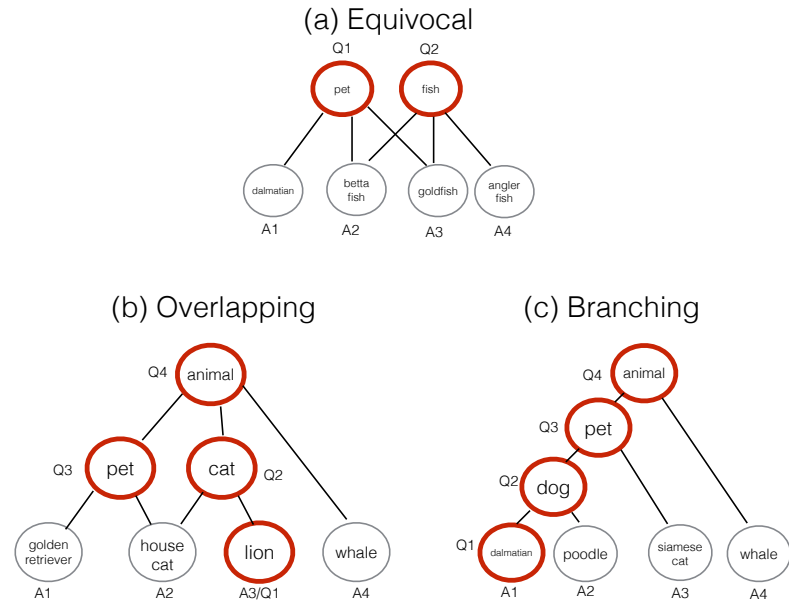 (a) Equivocal
Q1
Q2
pet
fish
dalmatian
betta
fish
goldfish
angler
fish
A1
A2
A3
A4
(b) Overlapping
Q4
animal
Q3
pet
cat
Q2
golden
retriever
house
cat
lion
whale
A1
A2
A3/Q1
A4
(c) Branching
Q4
animal
Q3
pet
Q2
dog
Q1
dalmatian
poodle
siamese
cat
whale
A1
A2
A3
A4